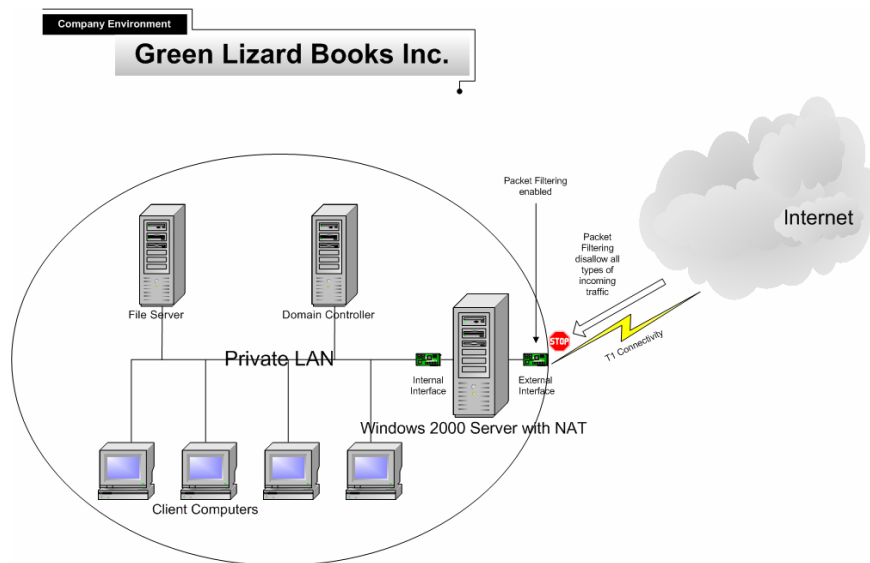 Company Environment
Green Lizard Books Inc.
Packet Filtering
enabled
Internet
Packet
Filtering
disallow all
types of
incoming
traffic
STOP
T1 Connectivity
File Server
Domain Controller
Private LAN
Internal
Interface
External
Interface
Windows 2000 Server with NAT
Client Computers